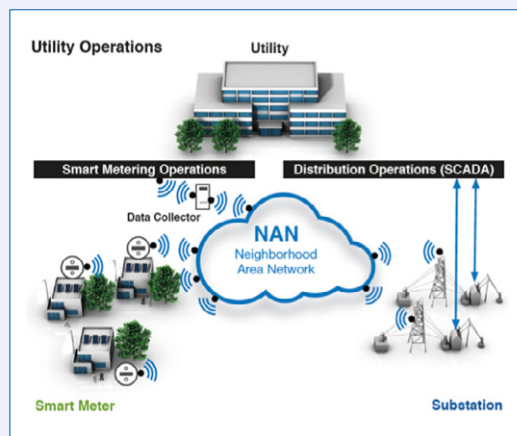 Utility Operations
Utility
Smart Metering Operations
Distribution Operations (SCADA)
Data Collector
NAN
Neighborhood
Area Network
Smart Meter
Substation